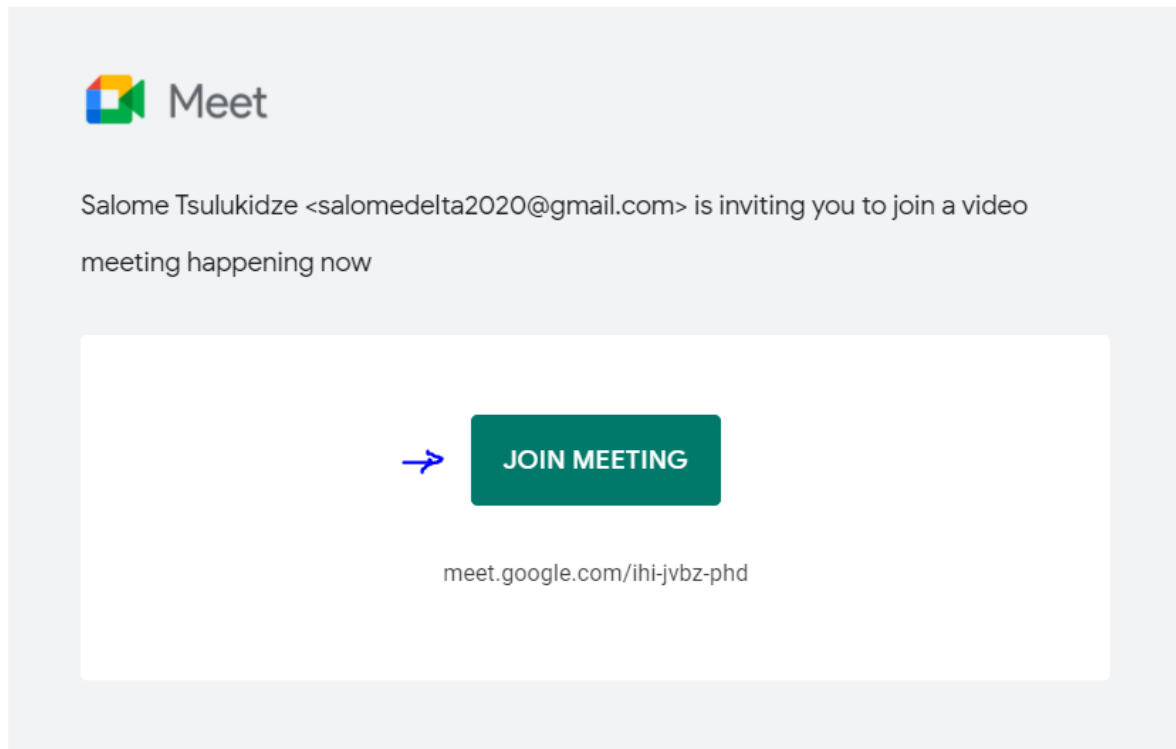 Meet
Salome Tsulukidze <salomedelta2020@gmail.com> is inviting you to join a video
meeting happening now
JOIN MEETING
meet.google.com/ihi-jvbz-phd